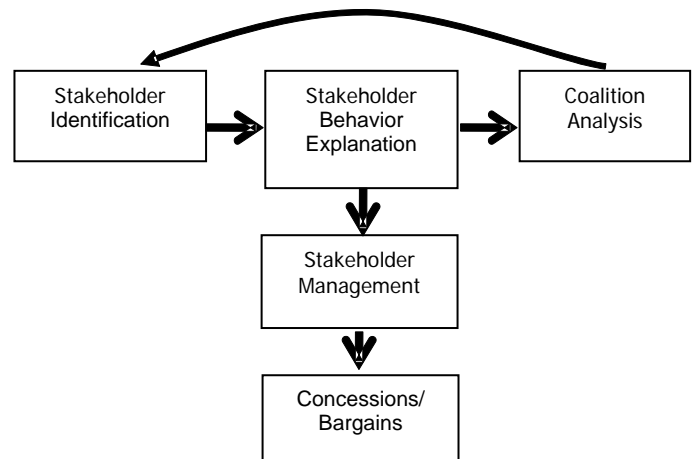 Stakeholder
Identification
Stakeholder
Behavior
Explanation
Coalition
Analysis
Stakeholder
Management
Concessions/
Bargains